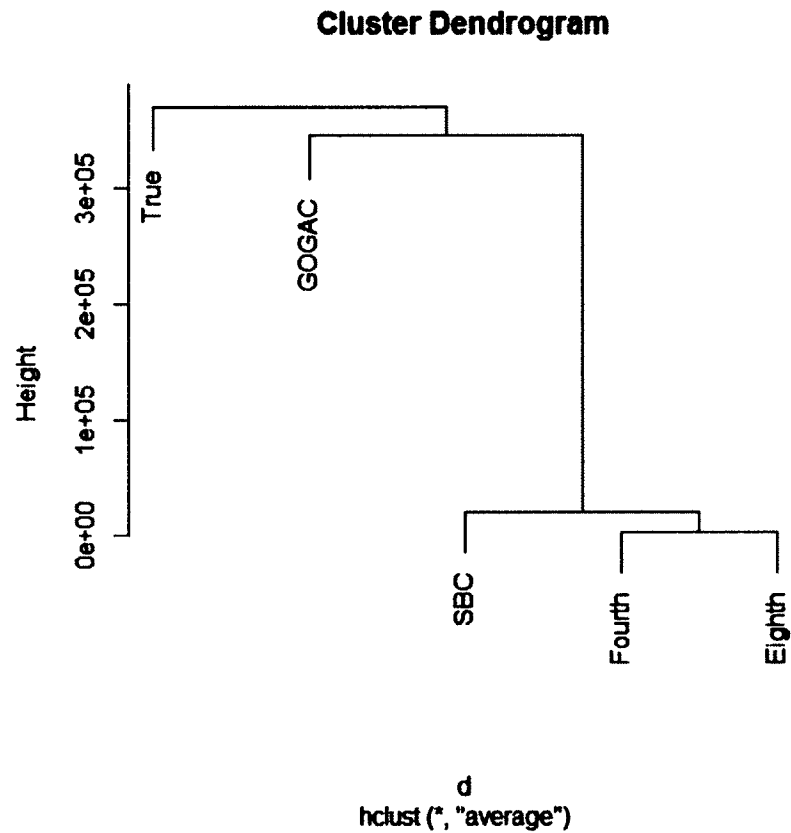 Cluster Dendrogram
Height
0e+00
1e+05
2e+05
3e+05
True
GOGAC
SBC
Fourth
Eighth
d
hclust (*, "average")